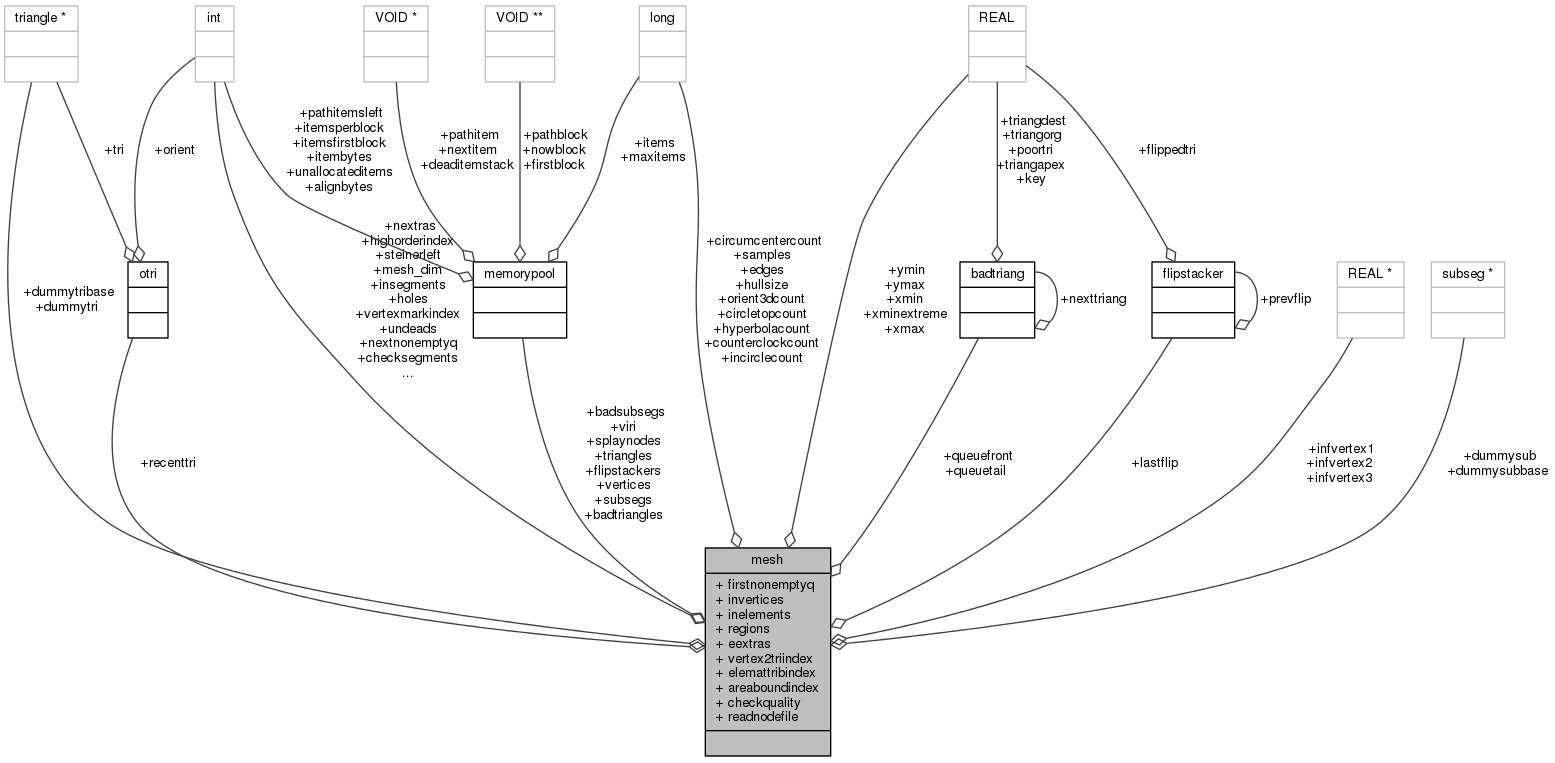 triangle *
int
VOID *
VOID **
long
REAL
+tri
+orient
+pathitemsleft
+itemsperblock
+itemsfirstblock
+itembytes
+unallocateditems
+alignbytes
+pathitem
+nextitem
+deaditemstack
+pathblock
+nowblock
+firstblock
+items
+maxitems
+triangdest
+triangorg
+poortri
+triangapex
+key
+flippedtri
+dummytribase
+dummytri
otri
+nextras
+highorderindex
+steinerleft
+mesh_dim
+insegments
+holes
+vertexmarkindex
+undeads
+nextnonemptyq
+checksegments
...
memorypool
+circumcentercount
+samples
+edges
+hullsize
+orient3dcount
+circletopcount
+hyperbolacount
+counterclockcount
+incirclecount
+ymin
+ymax
+xmin
+xminextreme
+xmax
badtriang
+nexttriang
flipstacker
+prevflip
REAL *
subseg *
+recenttri
+badsubsegs
+viri
+splaynodes
+triangles
+flipstackers
+vertices
+subsegs
+badtriangles
+queuefront
+queuetail
+lastflip
+infvertex1
+infvertex2
+infvertex3
+dummysub
+dummysubbase
mesh
+ firstnonemptyq
+ invertices
+ inelements
+ regions
+ eextras
+ vertex2triindex
+ elemattribindex
+ areaboundindex
+ checkquality
+ readnodefile